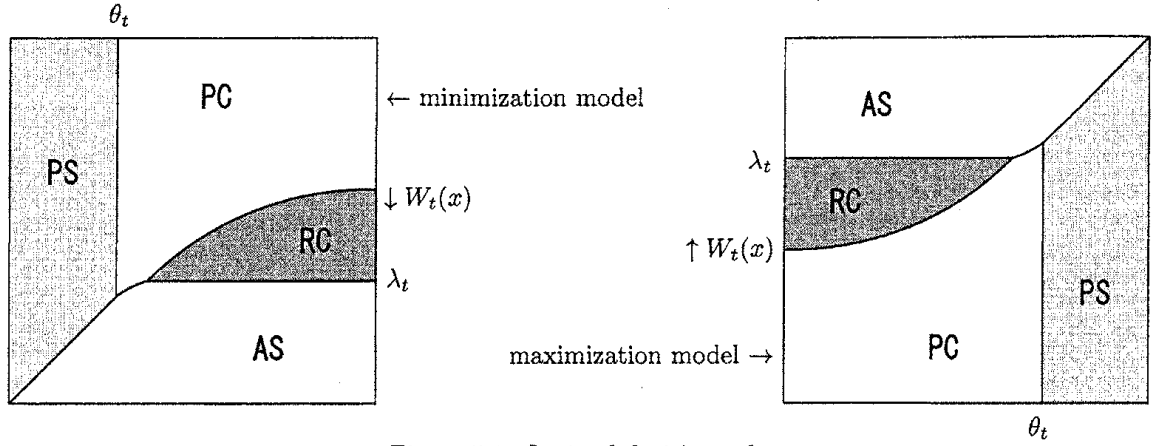 θ_t
PC
← minimization model
PS
↓ W_t(x)
RC
λ_t
AS
AS
λ_t
RC
↑ W_t(x)
PS
maximization model →
PC
θ_t